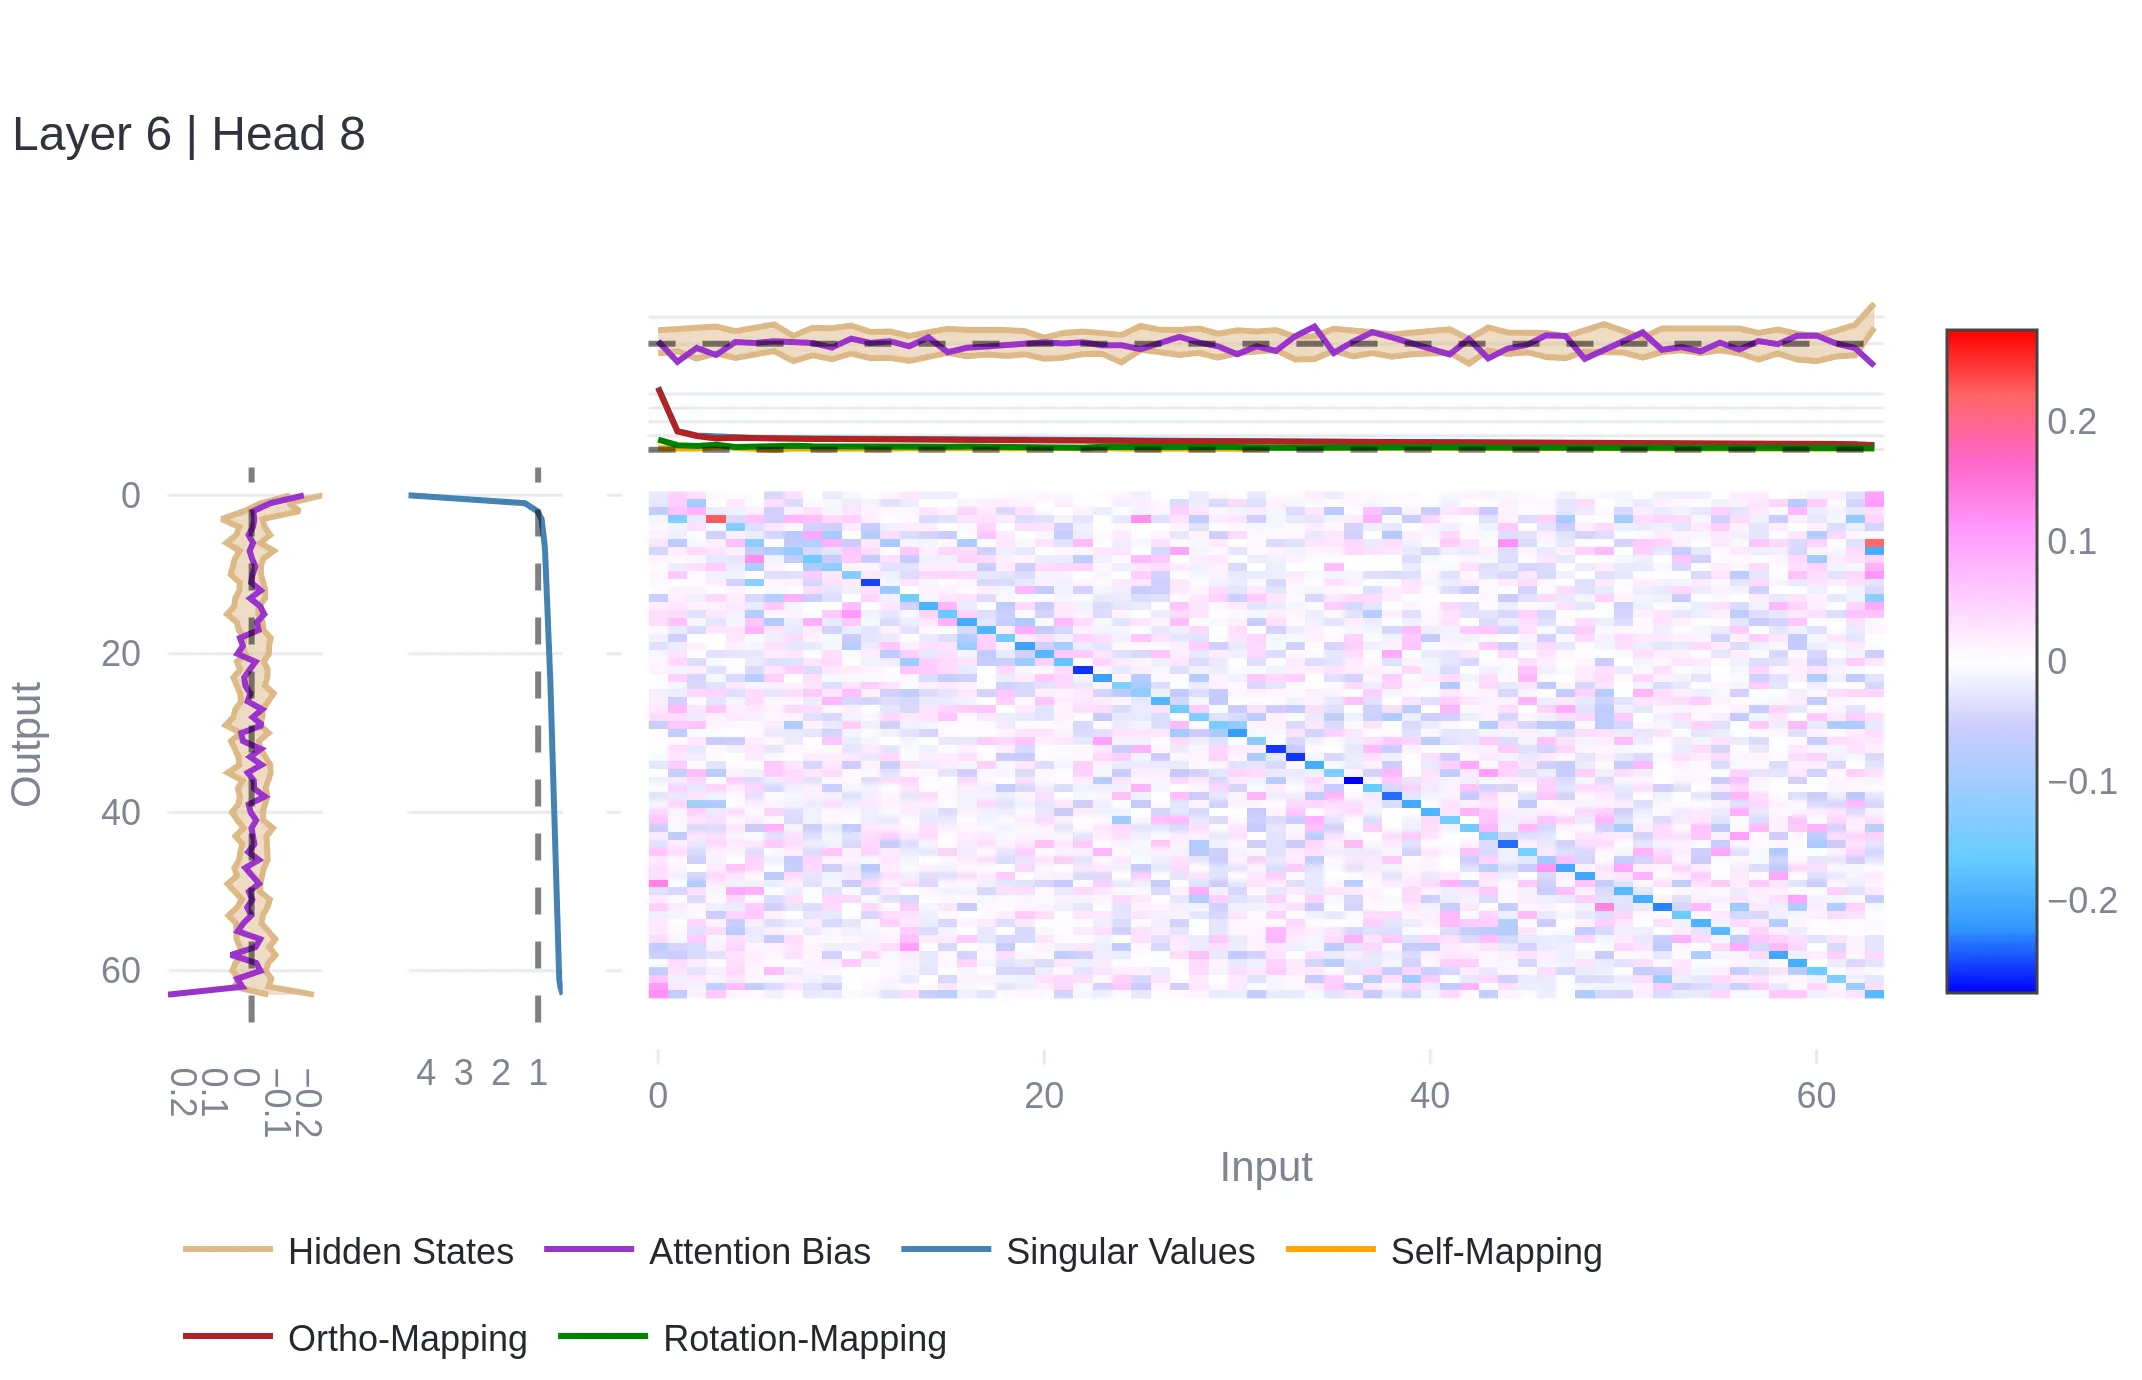 Layer 6 | Head 8
0
20
40
60
Output
0.2
0.1
0
−0.1
−0.2
4 3 2 1
0 20 40 60
Input
0.2
0.1
0
−0.1
−0.2
Hidden States Attention Bias Singular Values Self-Mapping
Ortho-Mapping Rotation-Mapping